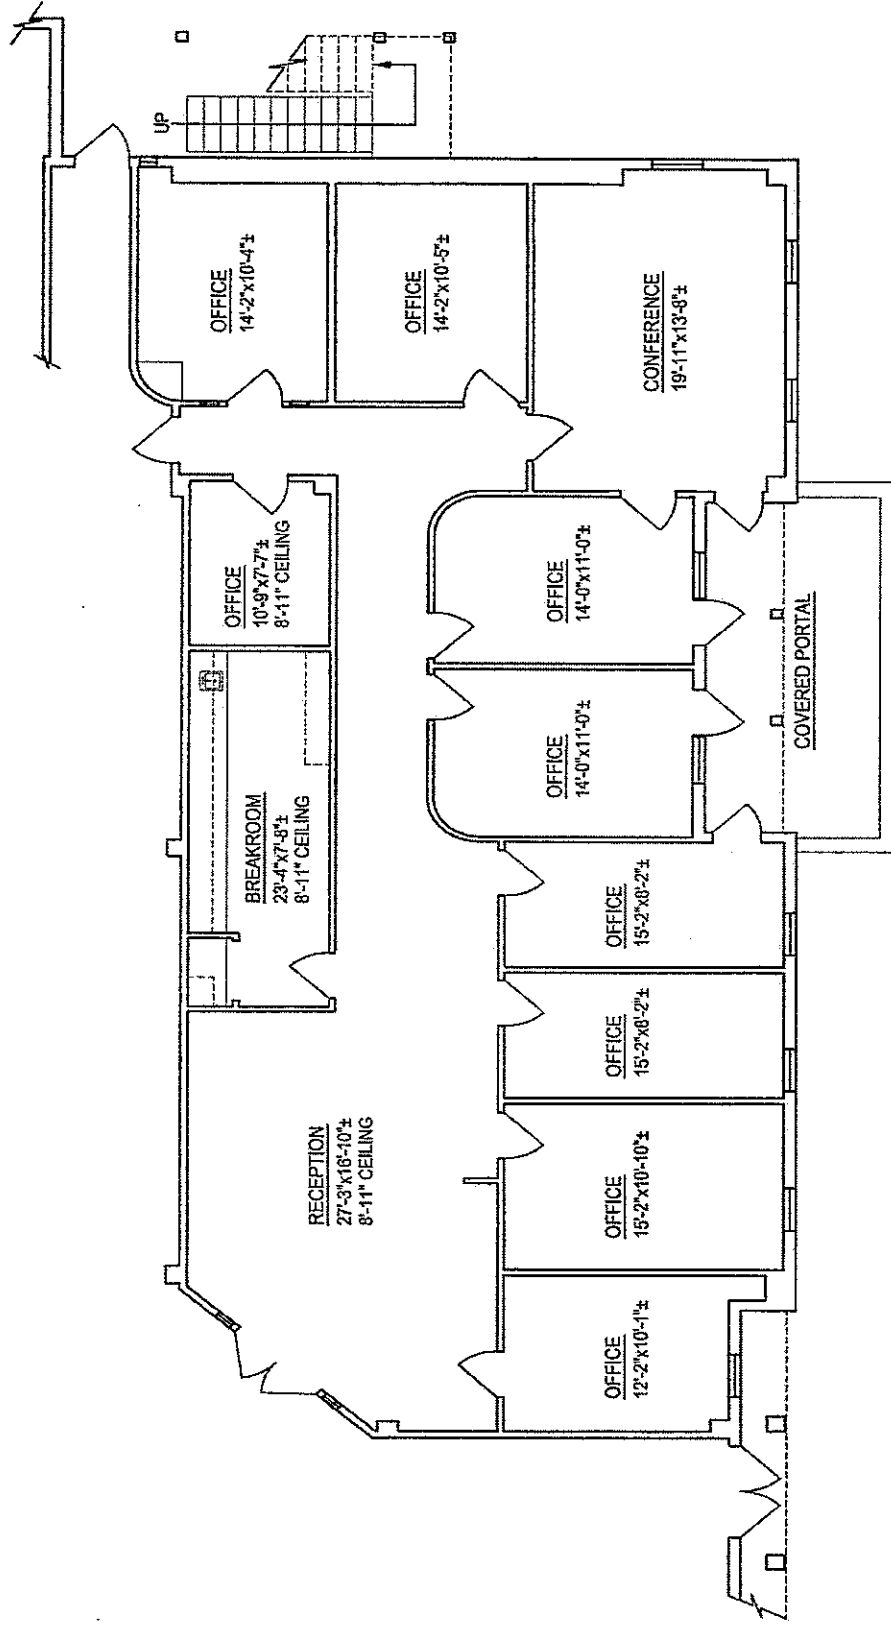 UP
OFFICE
14'-2"x10'-4"±
OFFICE
10'-9"x7'-7"±
8'-11" CEILING
BREAKROOM
23'-4"x7'-8"±
8'-11" CEILING
RECEPTION
27'-3"x16'-10"±
8'-11" CEILING
OFFICE
14'-2"x10'-5"±
OFFICE
14'-0"x11'-0"±
OFFICE
14'-0"x11'-0"±
OFFICE
12'-2"x10'-1"±
OFFICE
15'-2"x10'-10"±
OFFICE
15'-2"x8'-2"±
OFFICE
15'-2"x8'-2"±
CONFERENCE
19'-11"x13'-8"±
COVERED PORTAL